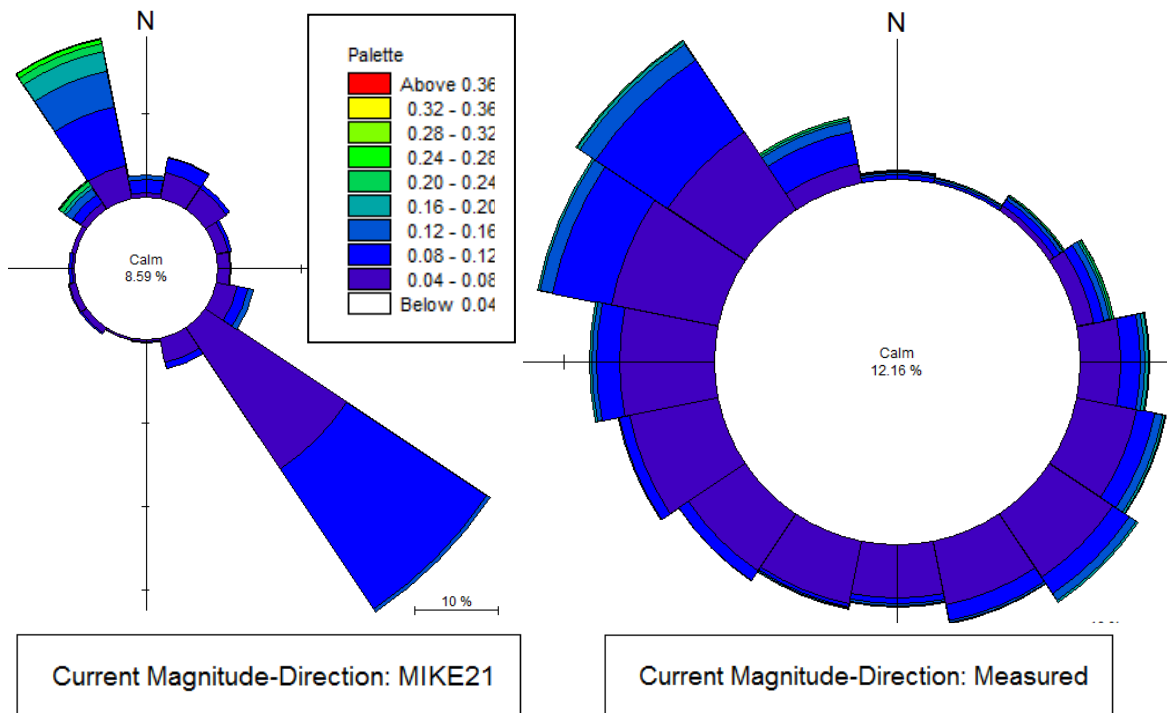 N
Calm
8.59 %
10 %
Palette
Above 0.36
0.32 - 0.36
0.28 - 0.32
0.24 - 0.28
0.20 - 0.24
0.16 - 0.20
0.12 - 0.16
0.08 - 0.12
0.04 - 0.08
Below 0.04
N
Calm
12.16 %
Current Magnitude-Direction: MIKE21
Current Magnitude-Direction: Measured